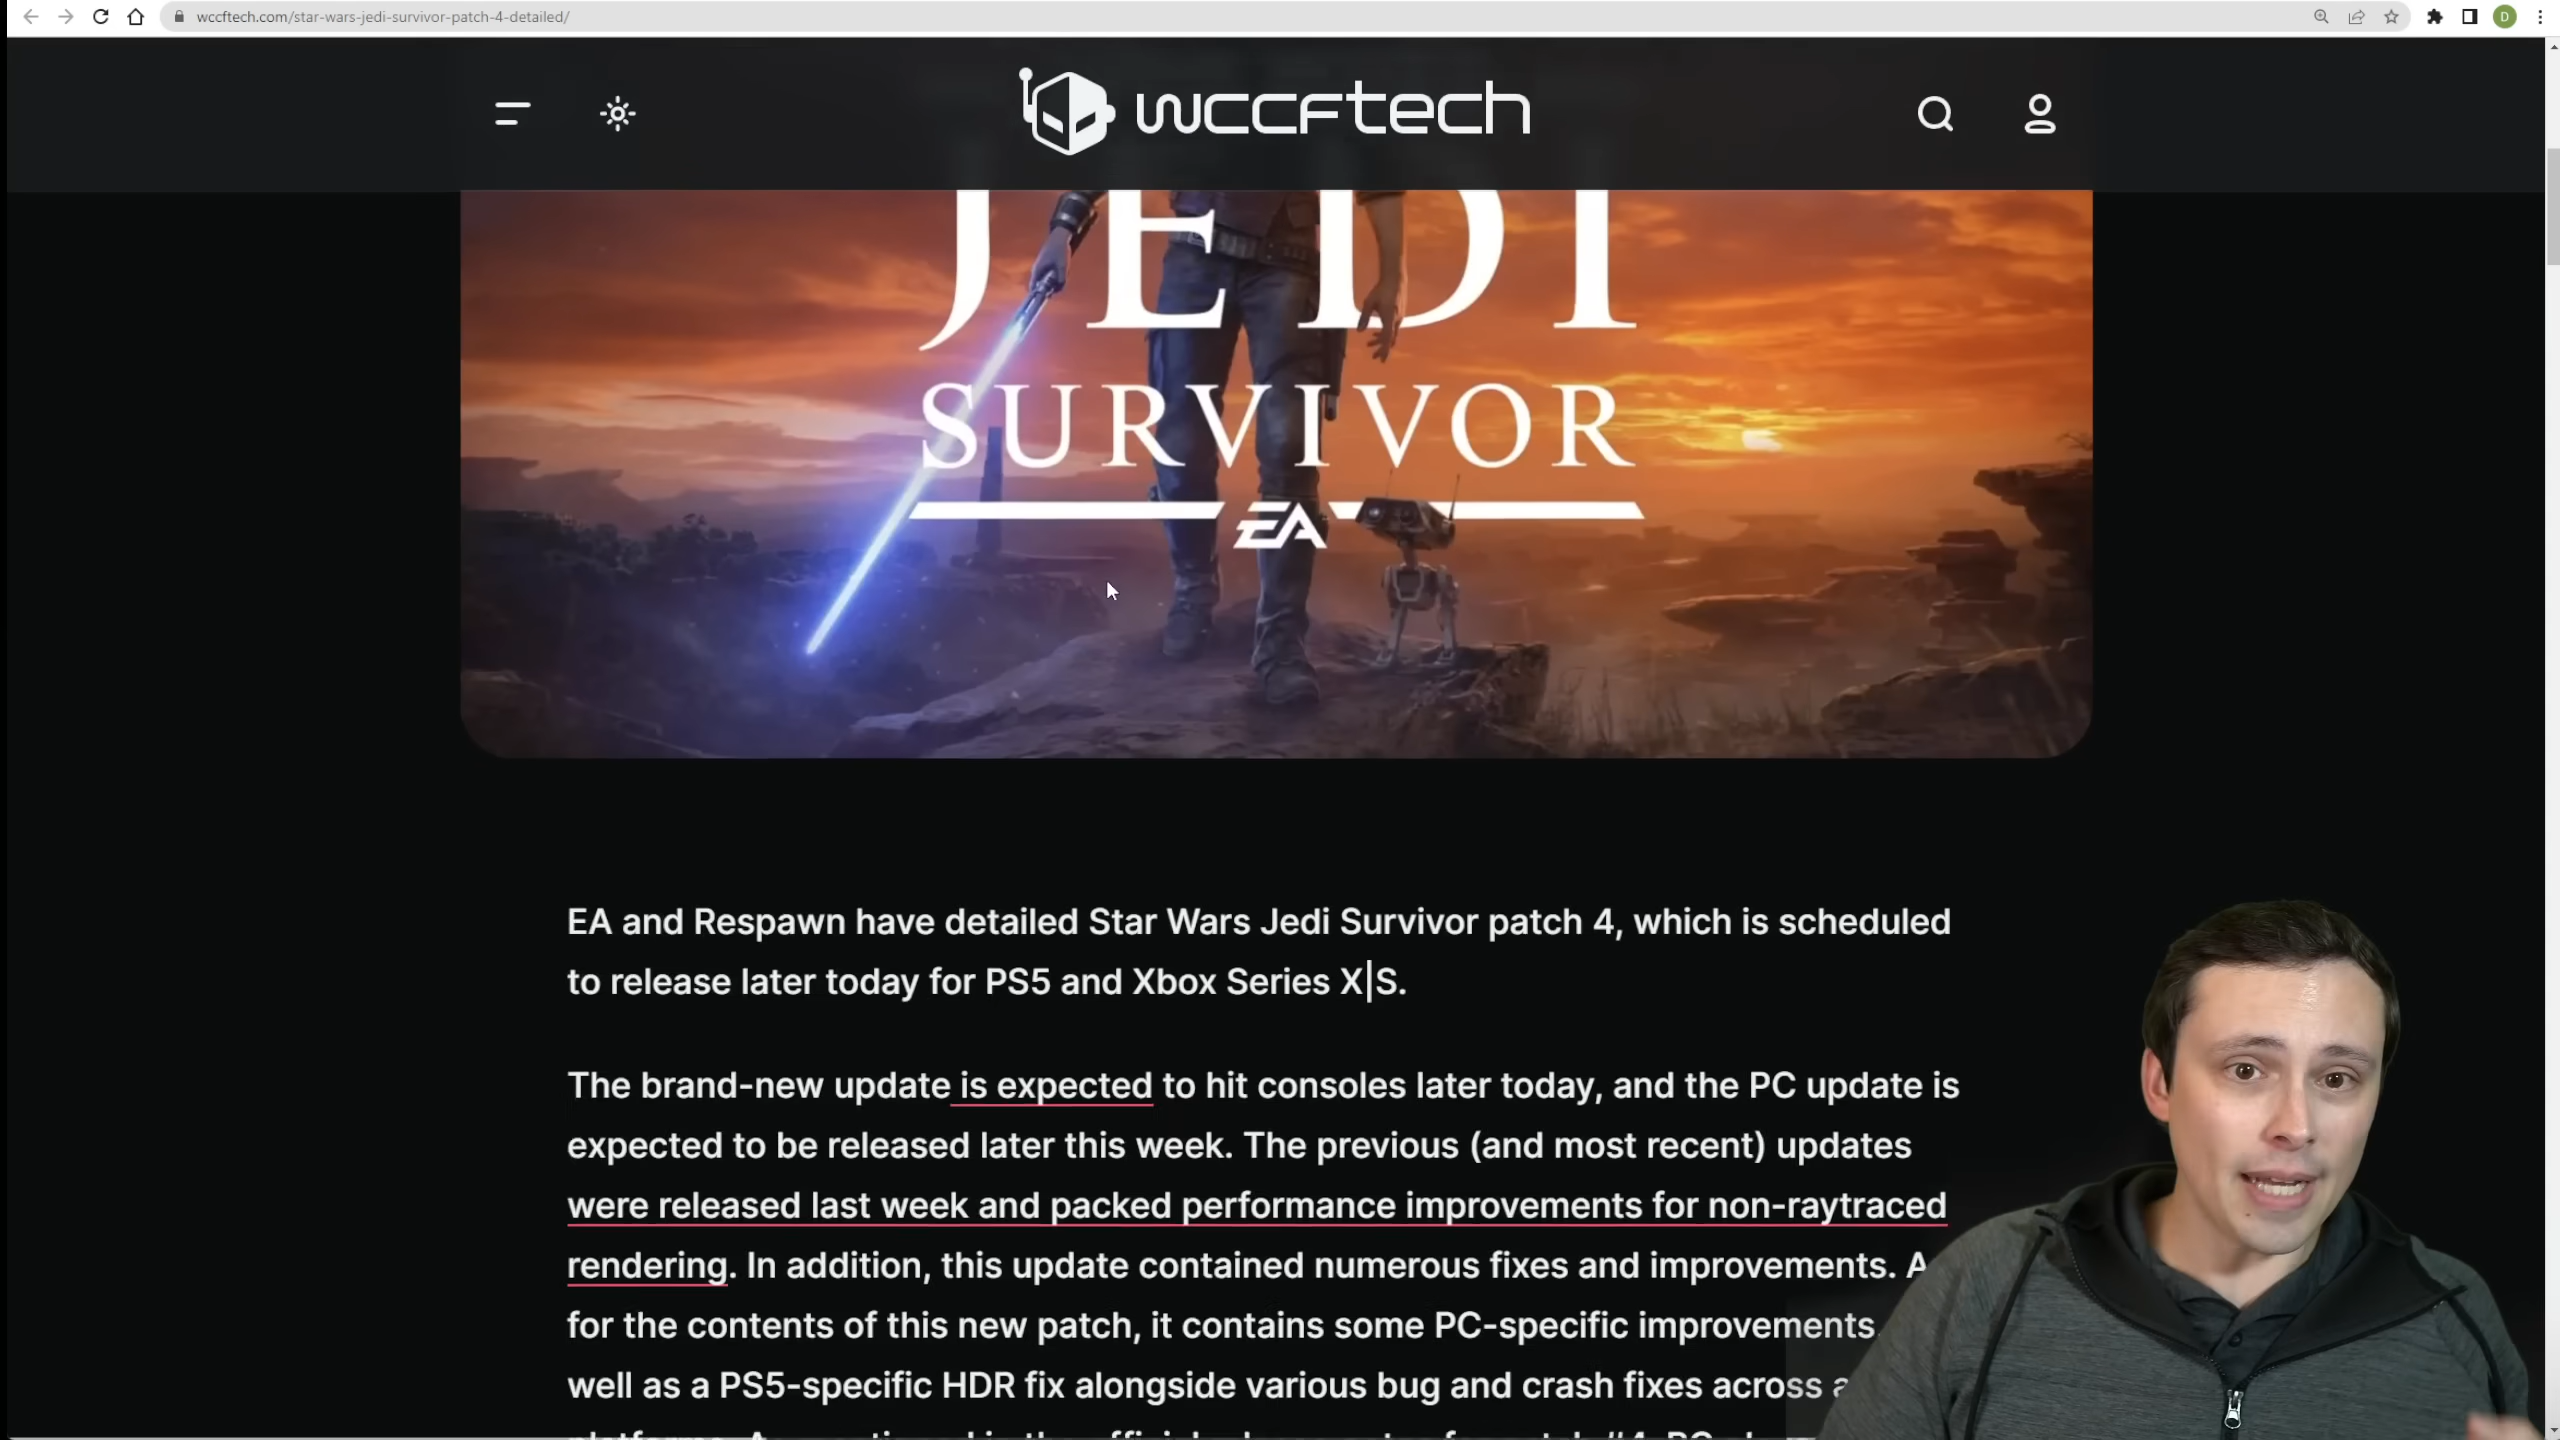 wccftech.com/star-wars-jedi-survivor-patch-4-detailed/
D
wccftech
JEDI
SURVIVOR
EA
EA and Respawn have detailed Star Wars Jedi Survivor patch 4, which is scheduled
to release later today for PS5 and Xbox Series X|S.
The brand-new update is expected to hit consoles later today, and the PC update is
expected to be released later this week. The previous (and most recent) updates
were released last week and packed performance improvements for non-raytraced
rendering. In addition, this update contained numerous fixes and improvements. A
for the contents of this new patch, it contains some PC-specific improvements
well as a PS5-specific HDR fix alongside various bug and crash fixes across a